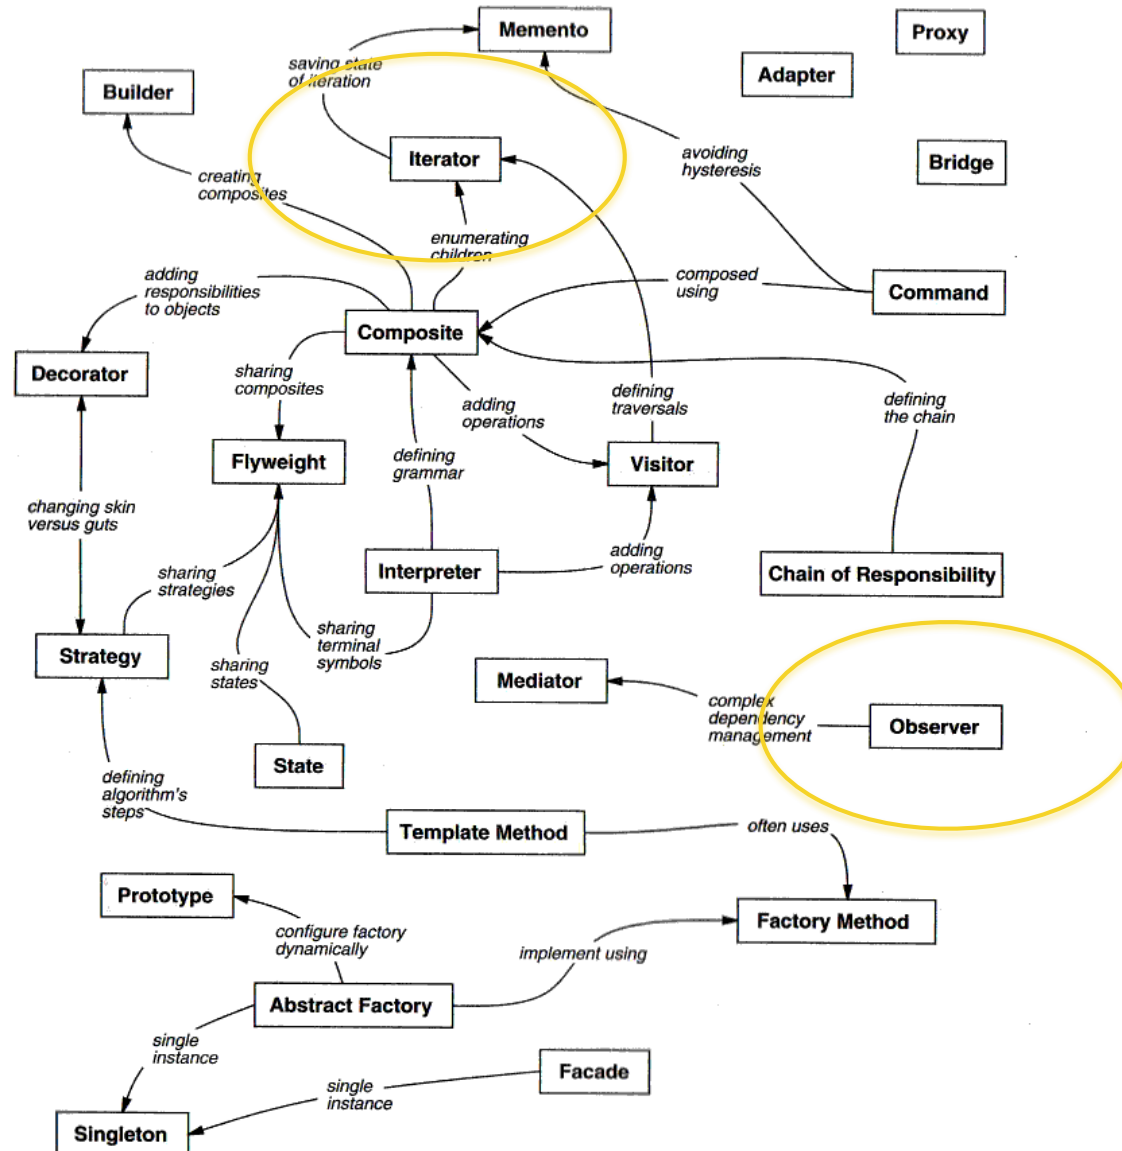 Memento
Proxy
Adapter
saving state
of iteration
Builder
Iterator
avoiding
hysteresis
Bridge
creating
composites
enumerating
children
adding
responsibilities
to objects
composed
using
Command
Composite
Decorator
sharing
composites
adding
operations
defining
traversals
defining
the chain
Flyweight
defining
grammar
Visitor
changing skin
versus guts
sharing
strategies
Interpreter
adding
operations
Chain of Responsibility
Strategy
sharing
terminal
symbols
sharing
states
Mediator
complex
dependency
management
Observer
State
defining
algorithm's
steps
Template Method
often uses
Prototype
configure factory
dynamically
implement using
Factory Method
Abstract Factory
single
instance
Facade
single
instance
Singleton